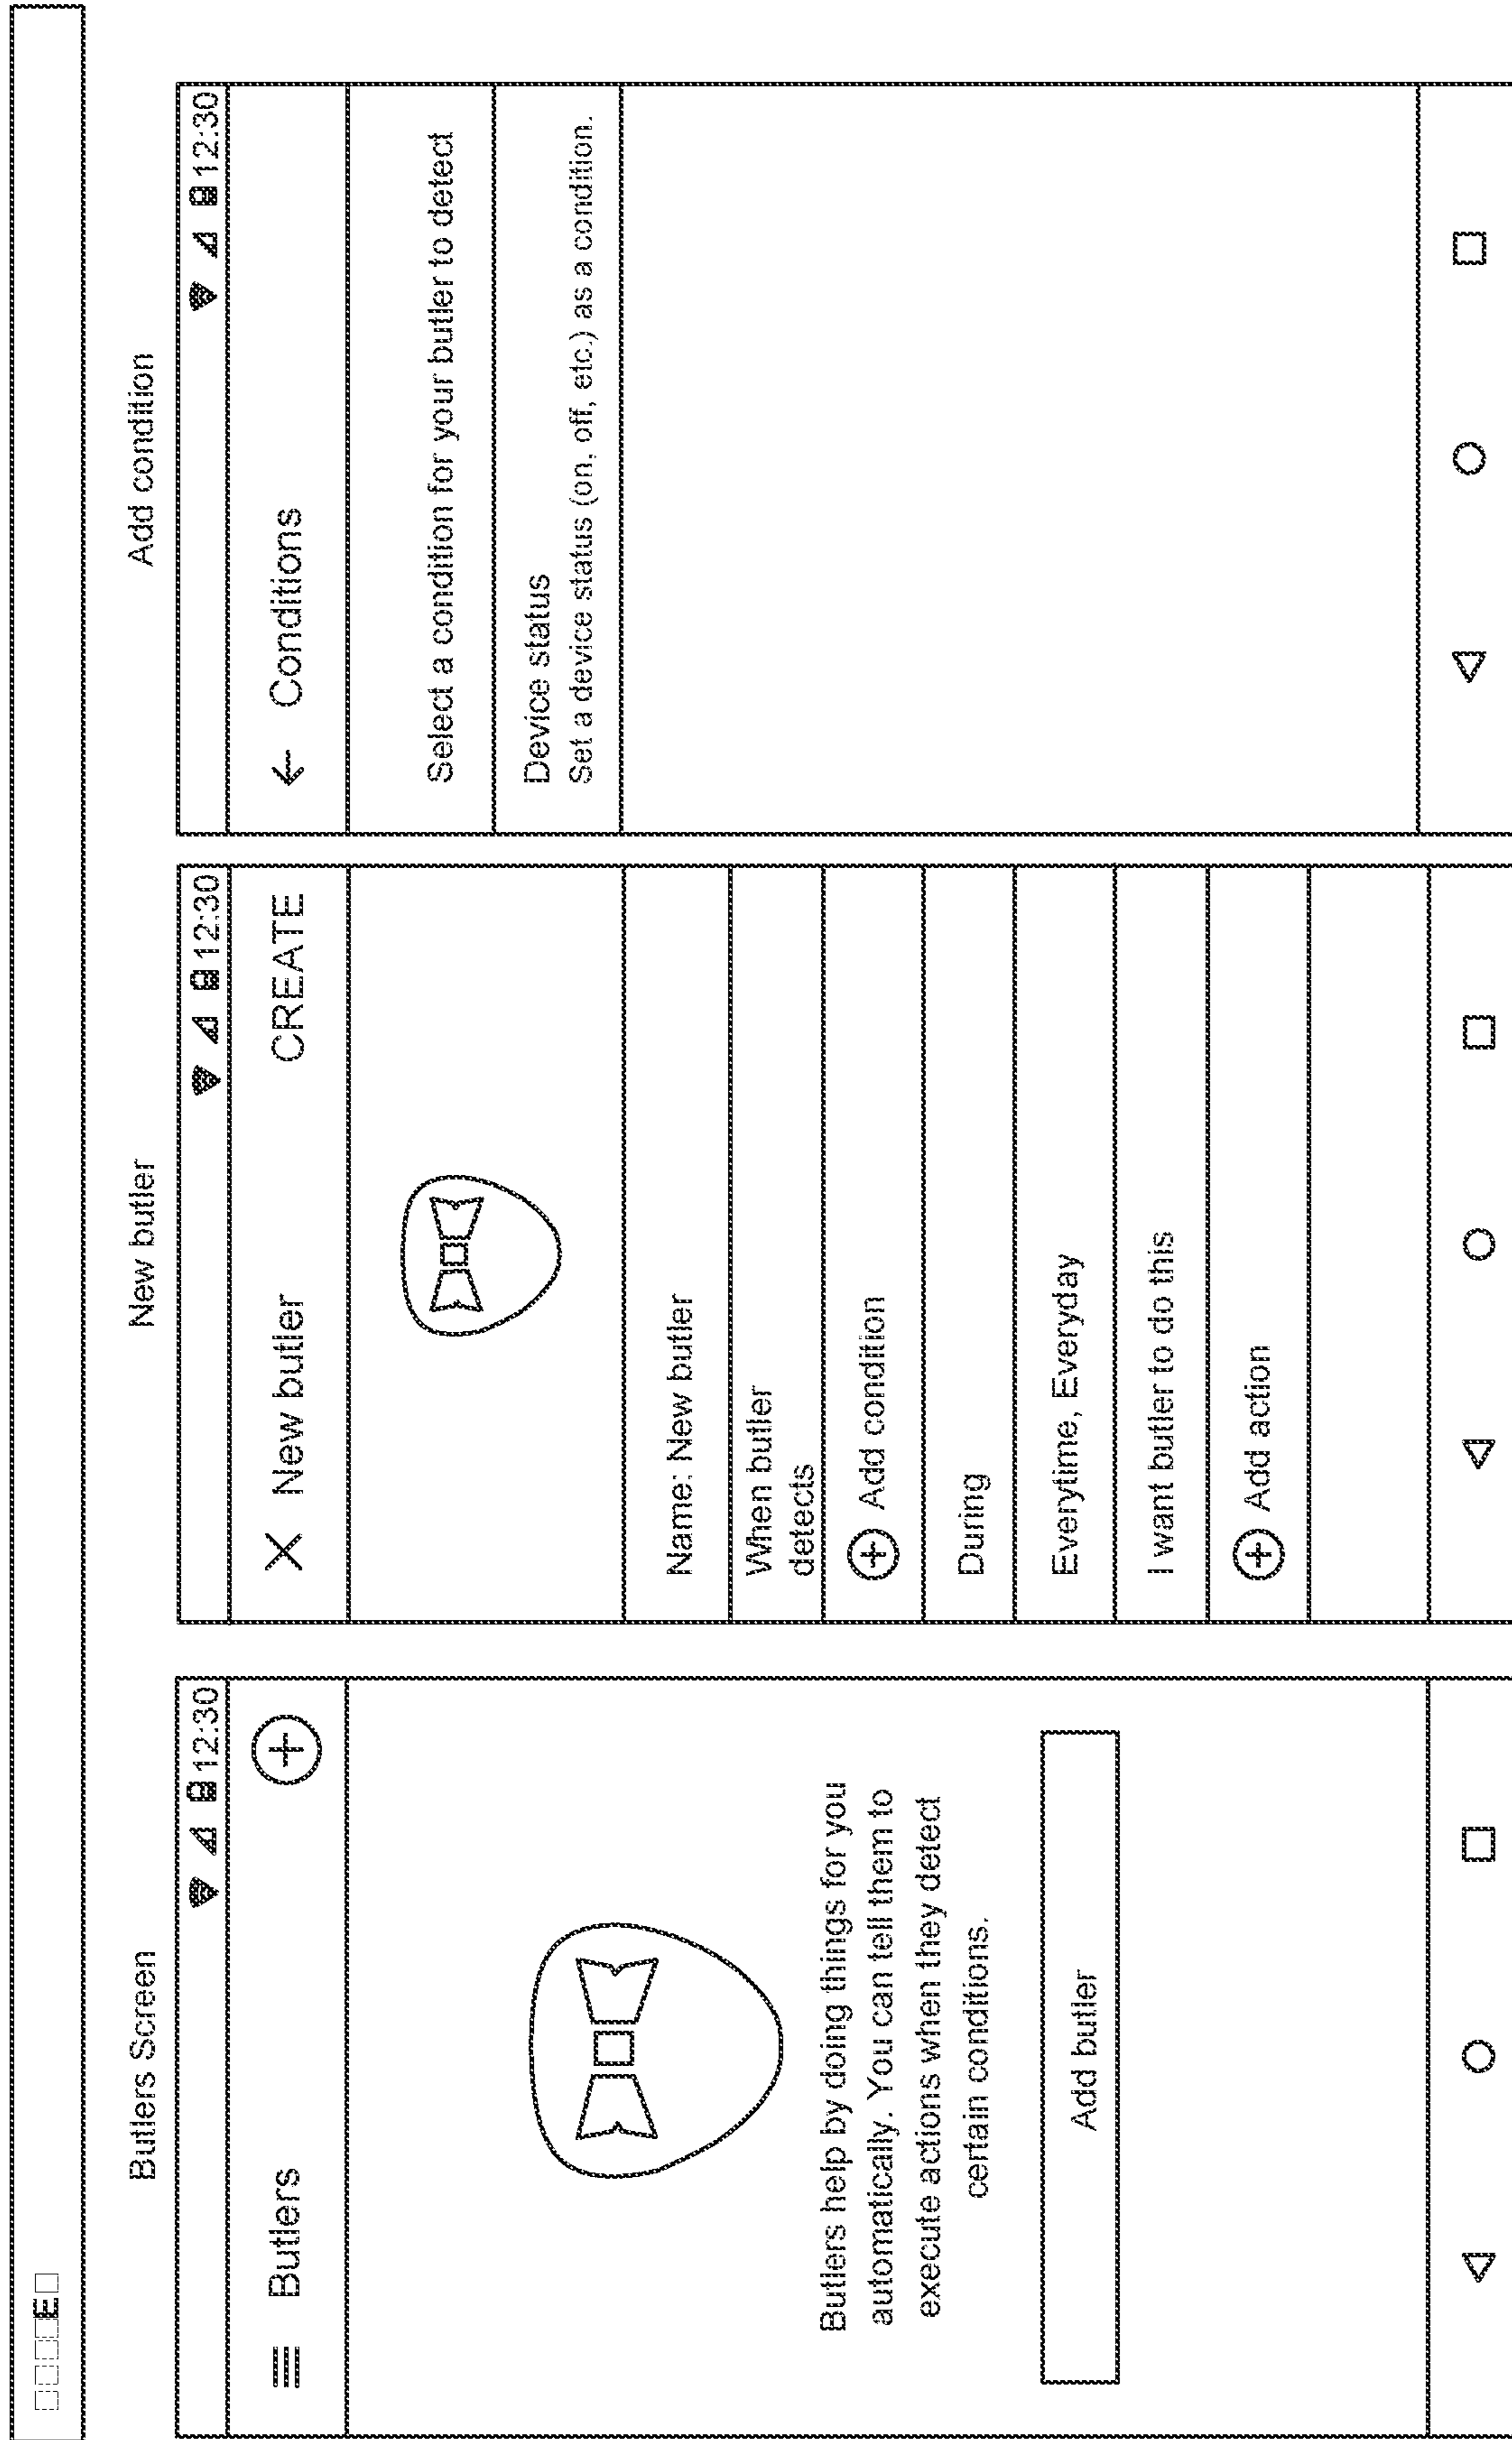 Butlers Screen
12:30
Butlers
Butlers help by doing things for you
automatically. You can tell them to
execute actions when they detect
certain conditions.
Add butler
New butler
12:30
New butler CREATE
Name: New butler
When butler
detects
Add condition
During
Everytime, Everyday
I want butler to do this
Add action
Add condition
12:30
Conditions
Select a condition for your butler to detect
Device status
Set a device status (on, off, etc.) as a condition.